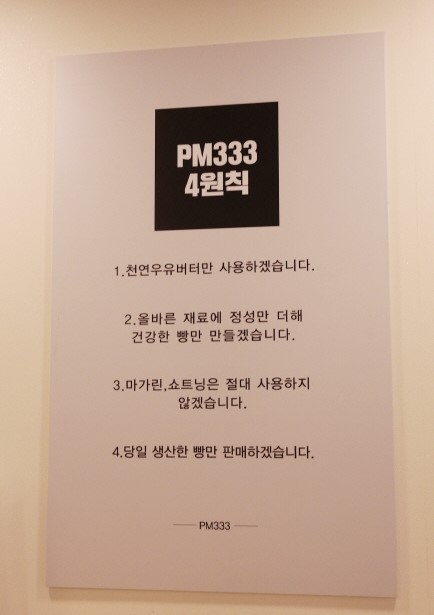 PM333
4원칙
1.천연우유버터만 사용하겠습니다.
2.올바른 재료에 정성만 더해
건강한 빵만 만들겠습니다.
3.마가린,쇼트닝은 절대 사용하지
않겠습니다.
4.당일 생산한 빵만 판매하겠습니다.
PM333